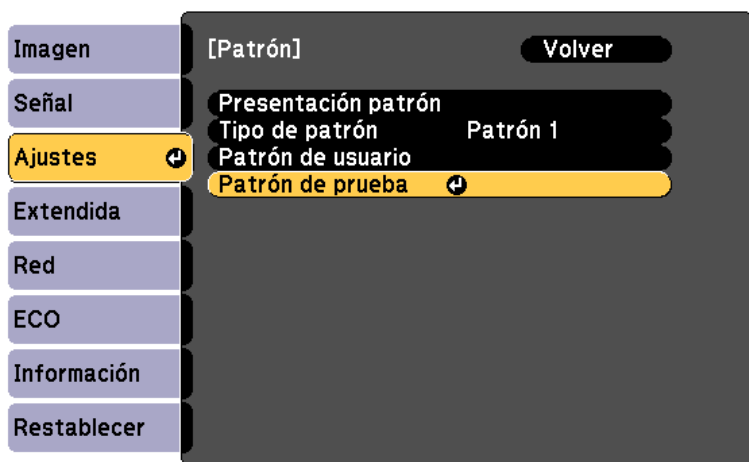 Imagen
Señal
Ajustes
Extendida
Red
ECO
Información
Restablecer
[Patrón] Volver
Presentación patrón
Tipo de patrón Patrón 1
Patrón de usuario
Patrón de prueba